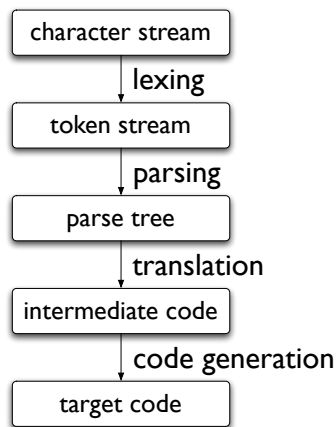 character stream
lexing
token stream
parsing
parse tree
translation
intermediate code
code generation
target code